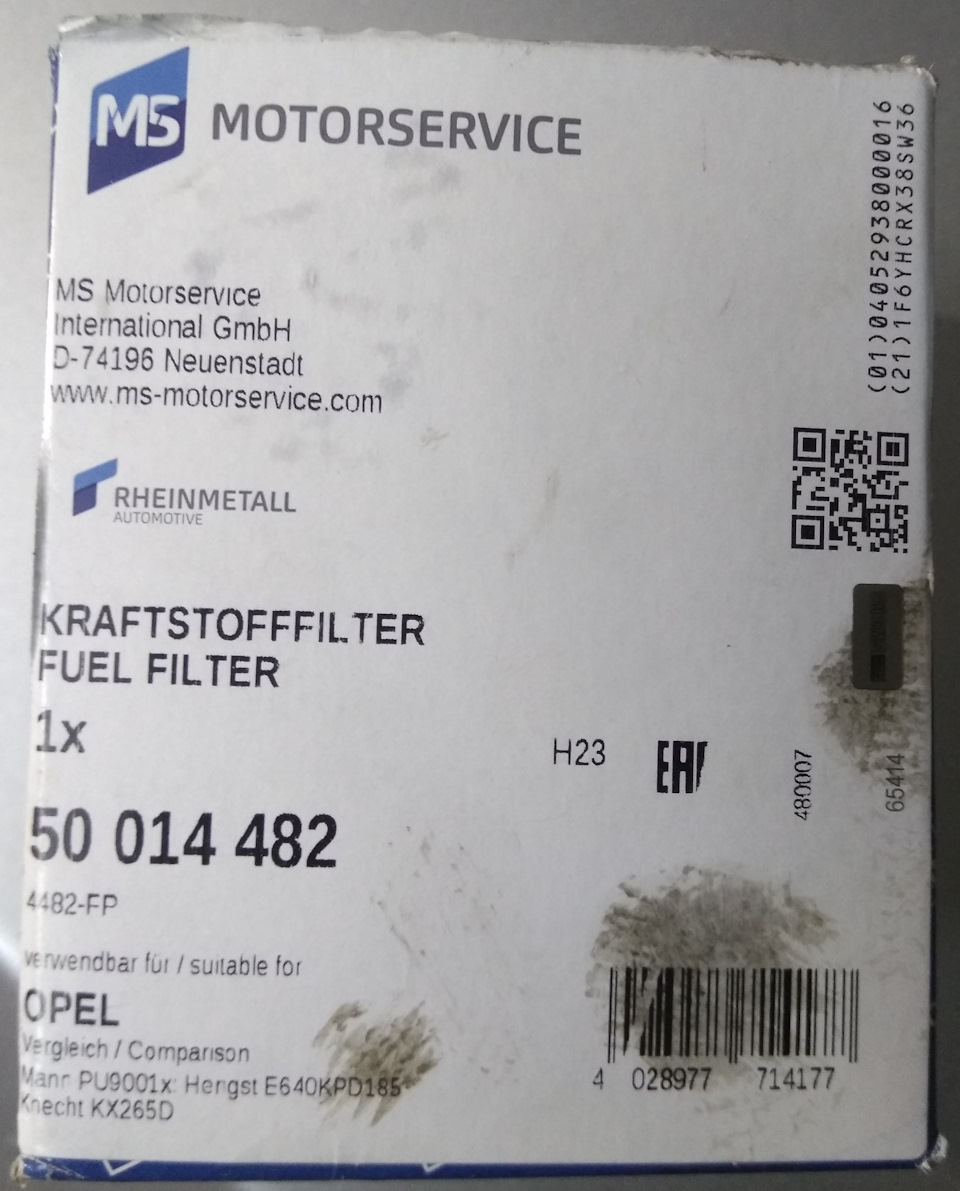 MS MOTORSERVICE
(01)04052938000016
(21)1F6YHCRX38SW36
MS Motorservice
International GmbH
D-74196 Neuenstadt
www.ms-motorservice.com
RHEINMETALL
AUTOMOTIVE
KRAFTSTOFFFILTER
FUEL FILTER
1x
H23
EAC
480007
65414
50 014 482
4482-FP
verwendbar für / suitable for
OPEL
Vergleich / Comparison
Mann PU9001x: Hengst E640KPD185
Knecht KX265D
4 028977 714177